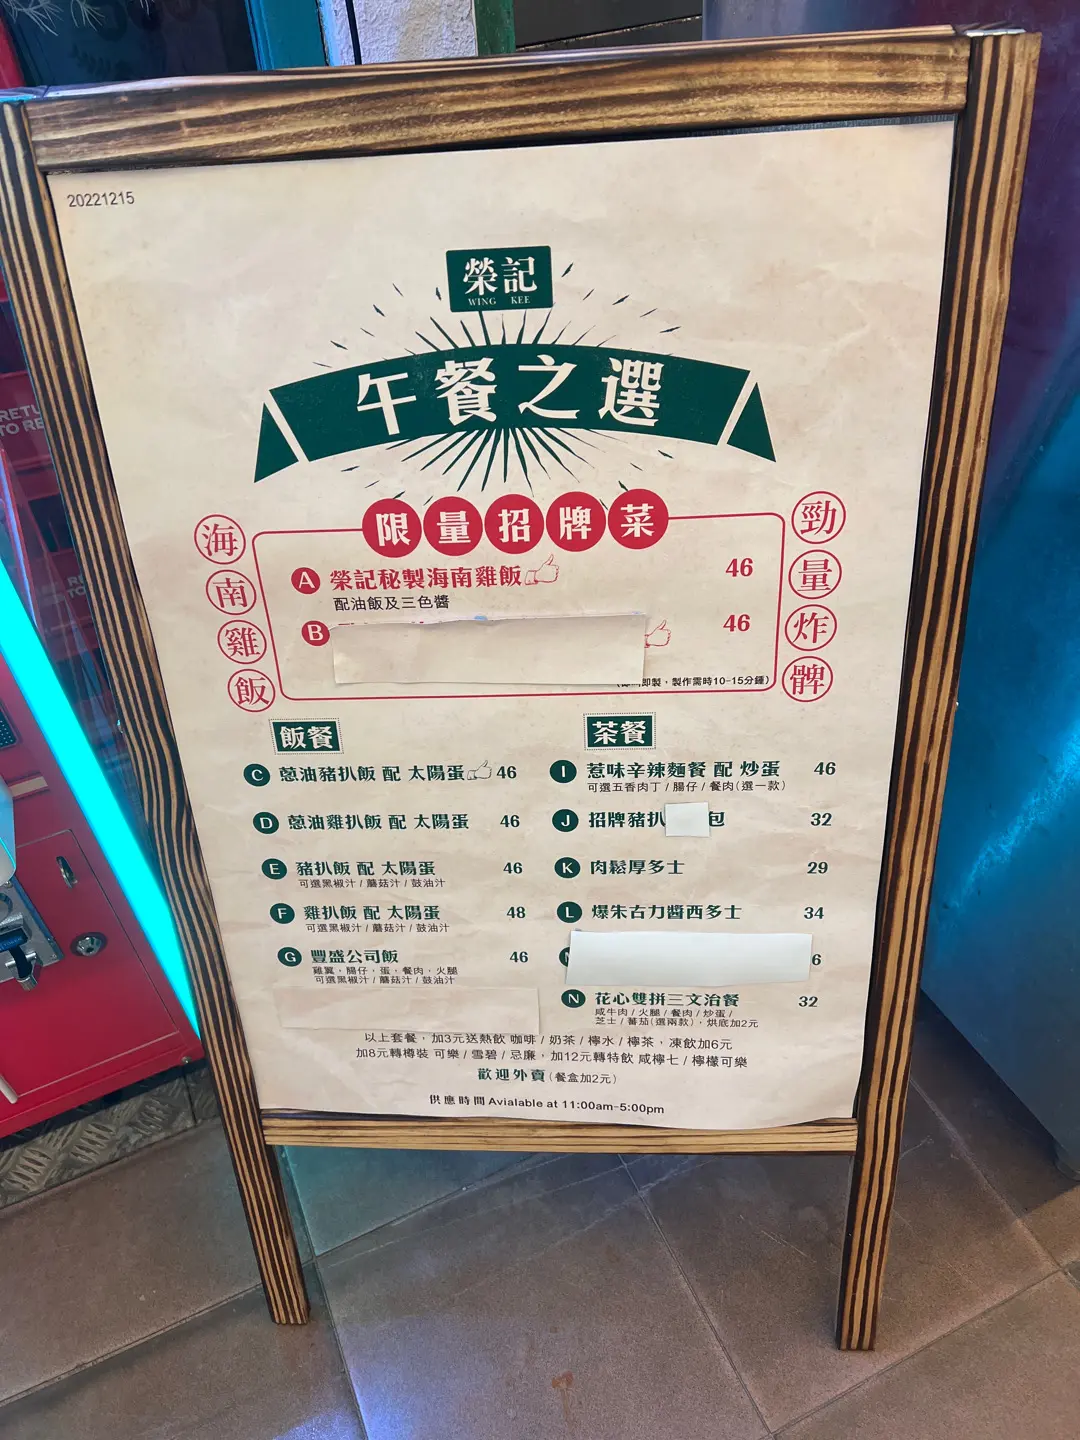 20221215
榮記
WING KEE
午餐之選
限量招牌菜
海南雞飯
勁量炸髀
A 榮記秘製海南雞飯 46
配油飯及三色醬
B 46
即製，製作需時10-15分鍾）
飯餐
C 蔥油豬扒飯 配 太陽蛋 46
D 蔥油雞扒飯 配 太陽蛋 46
E 豬扒飯 配 太陽蛋 46
可選黑椒汁 / 蘑菇汁 / 鼓油汁
F 雞扒飯 配 太陽蛋 48
可選黑椒汁 / 蘑菇汁 / 鼓油汁
G 豐盛公司飯 46
雞翼，腸仔，蛋，餐肉，火腿
可選黑椒汁 / 蘑菇汁 / 鼓油汁
茶餐
I 惹味辛辣麵餐 配 炒蛋 46
可選五香肉丁 / 腸仔 / 餐肉（選一款）
J 招牌豬扒 包 32
K 肉鬆厚多士 29
L 爆朱古力醬西多士 34
6
N 花心雙拼三文治餐 32
咸牛肉 / 火腿 / 餐肉 / 炒蛋 /
芝士 / 蕃茄（選兩款），烘底加2元
以上套餐，加3元送熱飲 咖啡 / 奶茶 / 檸水 / 檸茶，凍飲加6元
加8元轉樽裝 可樂 / 雪碧 / 忌廉，加12元轉特飲 咸檸七 / 檸檬可樂
歡迎外賣（餐盒加2元）
供應時間 Avialable at 11:00am-5:00pm